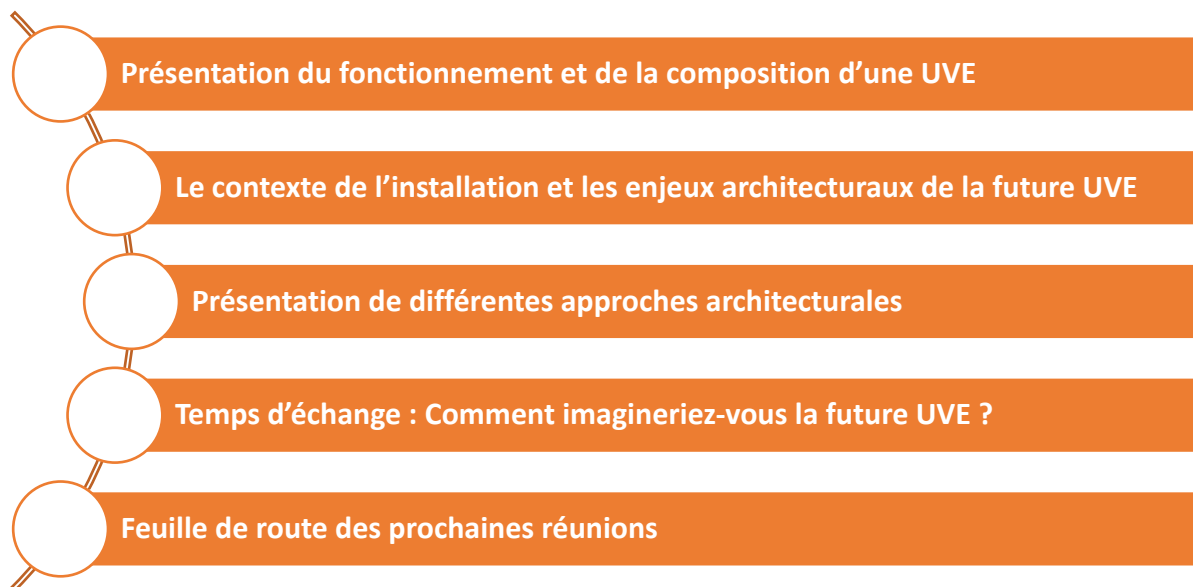 Présentation du fonctionnement et de la composition d’une UVE
Le contexte de l’installation et les enjeux architecturaux de la future UVE
Présentation de différentes approches architecturales
Temps d’échange : Comment imagineriez-vous la future UVE ?
Feuille de route des prochaines réunions